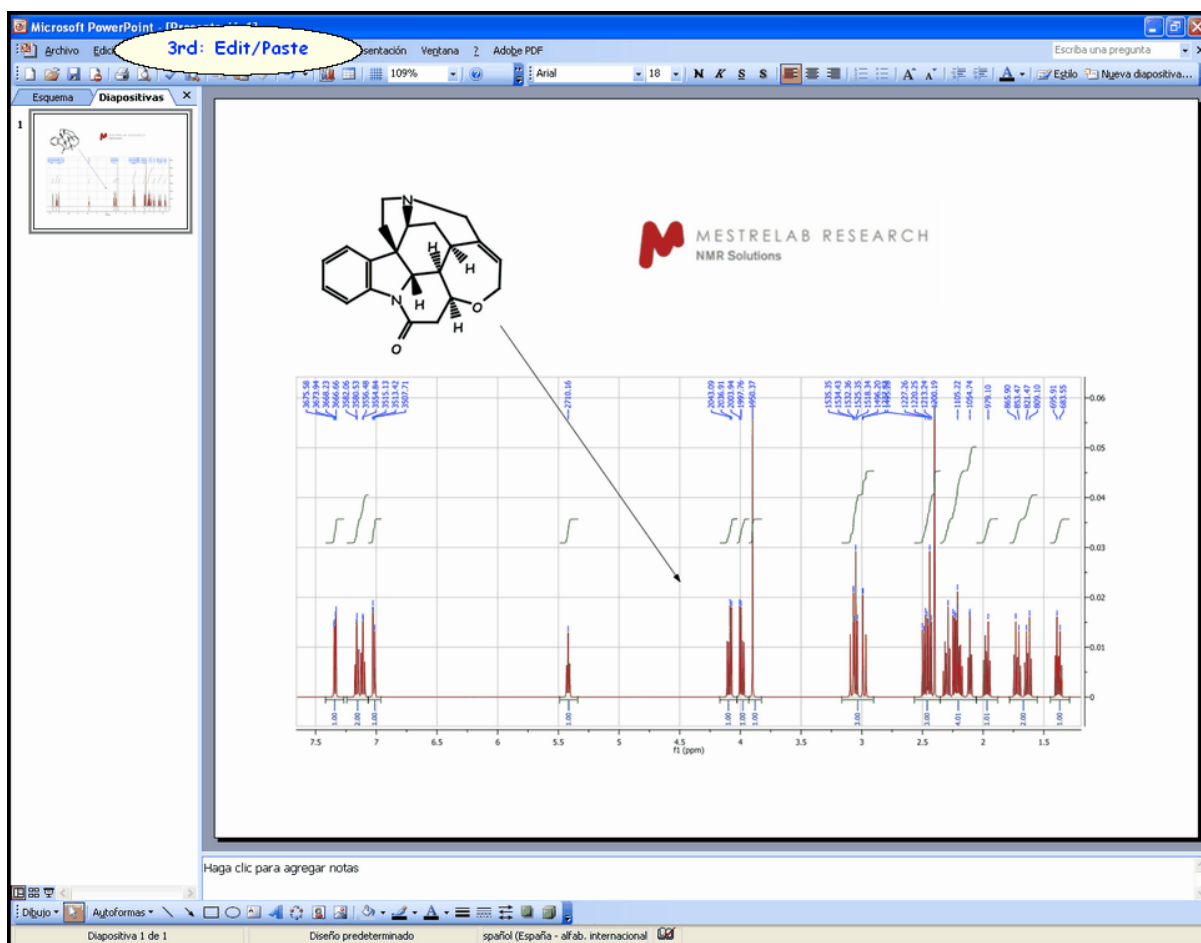 Microsoft PowerPoint - [Presentación1]
3rd: Edit/Paste
Archivo
sentación Ventana ? Adobe PDF
Escriba una pregunta
109%
Arial
18
N K S S
Estilo
Nueva diapositiva...
Esquema
Diapositivas
1
N
H
H
H
H
N
O
O
MESTRELAB RESEARCH
NMR Solutions
3675.58
3673.94
3668.23
3666.66
3582.06
3580.53
3556.48
3554.84
3515.13
3513.42
3507.71
2710.16
2043.09
2036.91
2003.94
1997.76
1950.37
1535.35
1534.43
1532.36
1525.35
1518.34
1496.20
1227.26
1220.25
1213.24
1200.19
1105.22
1054.74
979.10
865.90
853.47
821.47
809.10
695.91
683.55
0.06
0.05
0.04
0.03
0.02
0.01
0
1.00
2.00
1.00
1.00
1.00
1.00
1.00
3.00
3.00
4.01
1.01
2.00
1.00
7.5 7 6.5 6 5.5 5 4.5 4 3.5 3 2.5 2 1.5
f1 (ppm)
Haga clic para agregar notas
Dibujo
Autoformas
Diapositiva 1 de 1
Diseño predeterminado
spañol (España - alfab. internacional